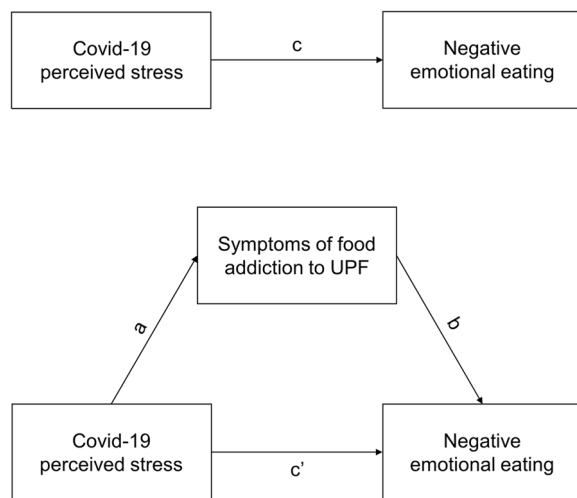 Covid-19
perceived stress
c
Negative
emotional eating
Symptoms of food
addiction to UPF
a
b
Covid-19
perceived stress
c'
Negative
emotional eating